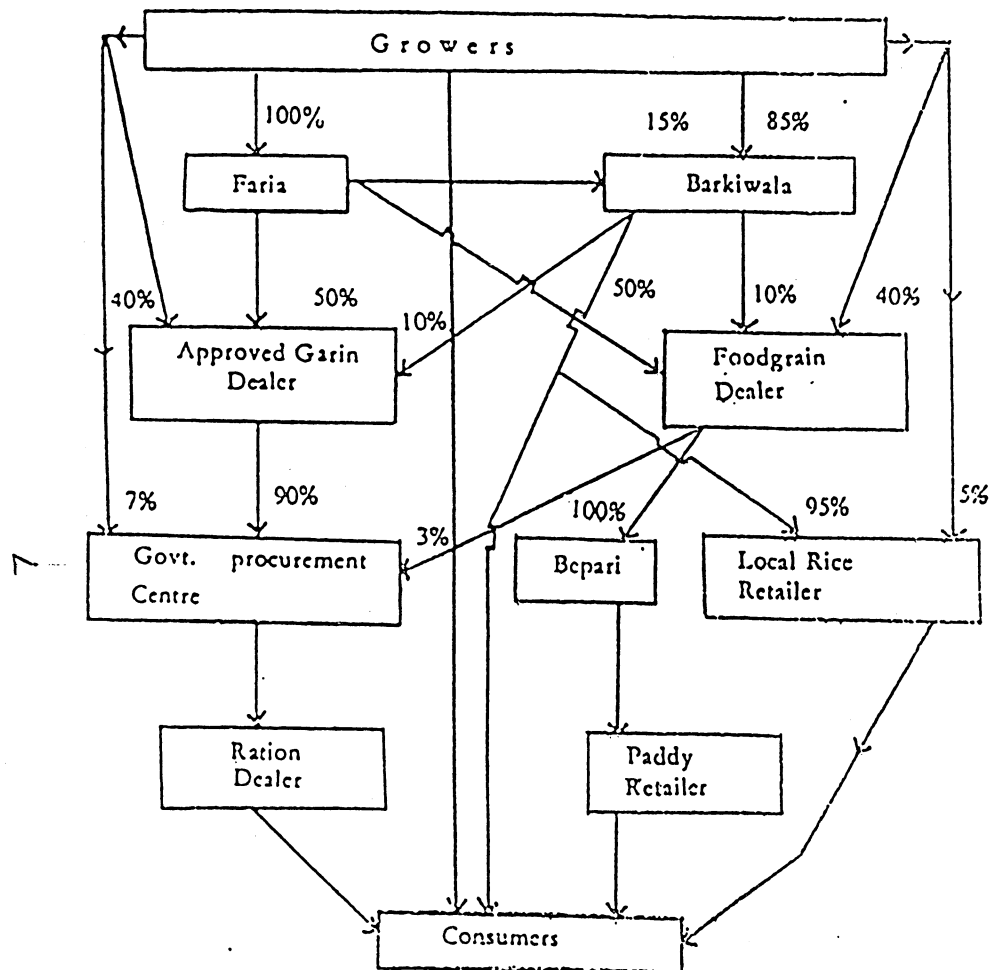 Growers
100%
15% 85%
Faria
Barkiwala
40%
50%
10%
50%
10%
40%
Approved Garin
Dealer
Foodgrain
Dealer
7%
90%
3%
100%
95%
5%
Govt. procurement
Centre
Bepari
Local Rice
Retailer
7
Ration
Dealer
Paddy
Retailer
Consumers